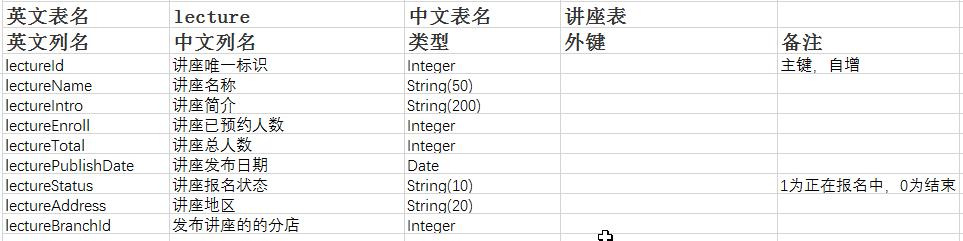 英文表名 lecture 中文表名 讲座表
英文列名 中文列名 类型 外键 备注
lectureId 讲座唯一标识 Integer 主键，自增
lectureName 讲座名称 String(50)
lectureIntro 讲座简介 String(200)
lectureEnroll 讲座已预约人数 Integer
lectureTotal 讲座总人数 Integer
lecturePublishDate 讲座发布日期 Date
lectureStatus 讲座报名状态 String(10) 1为正在报名中，0为结束
lectureAddress 讲座地区 String(20)
lectureBranchId 发布讲座的的分店 Integer